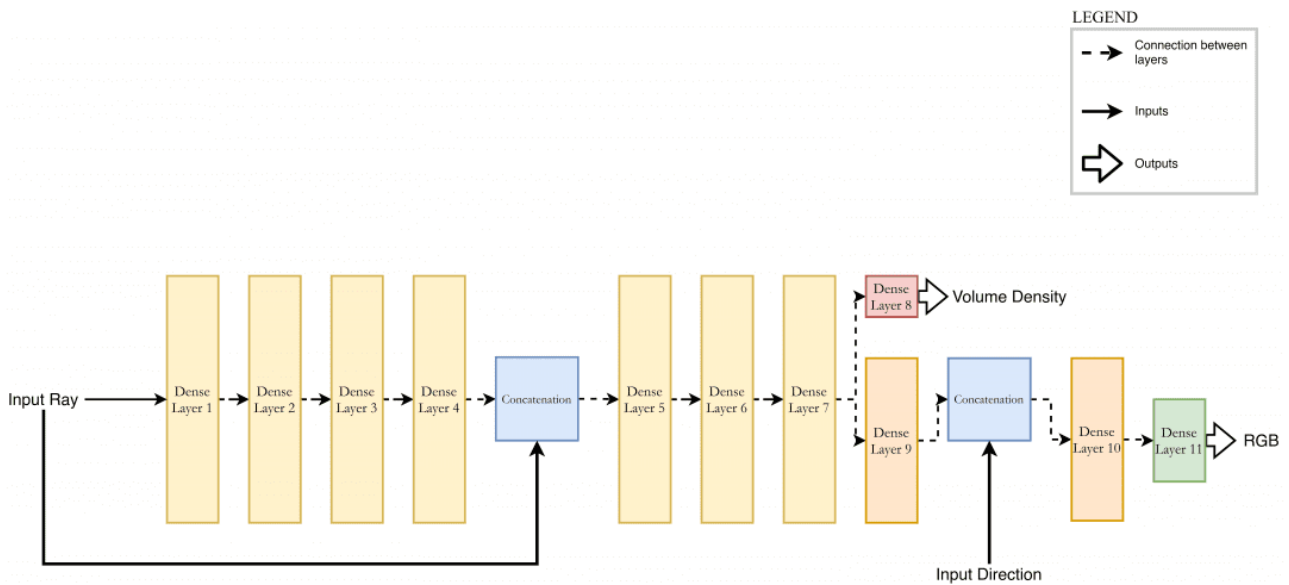 LEGEND
Connection between
layers
Inputs
Outputs
Dense
Layer 8
Volume Density
Input Ray
Dense
Layer 1
Dense
Layer 2
Dense
Layer 3
Dense
Layer 4
Concatenation
Dense
Layer 5
Dense
Layer 6
Dense
Layer 7
Dense
Layer 9
Concatenation
Dense
Layer 10
Dense
Layer 11
RGB
Input Direction